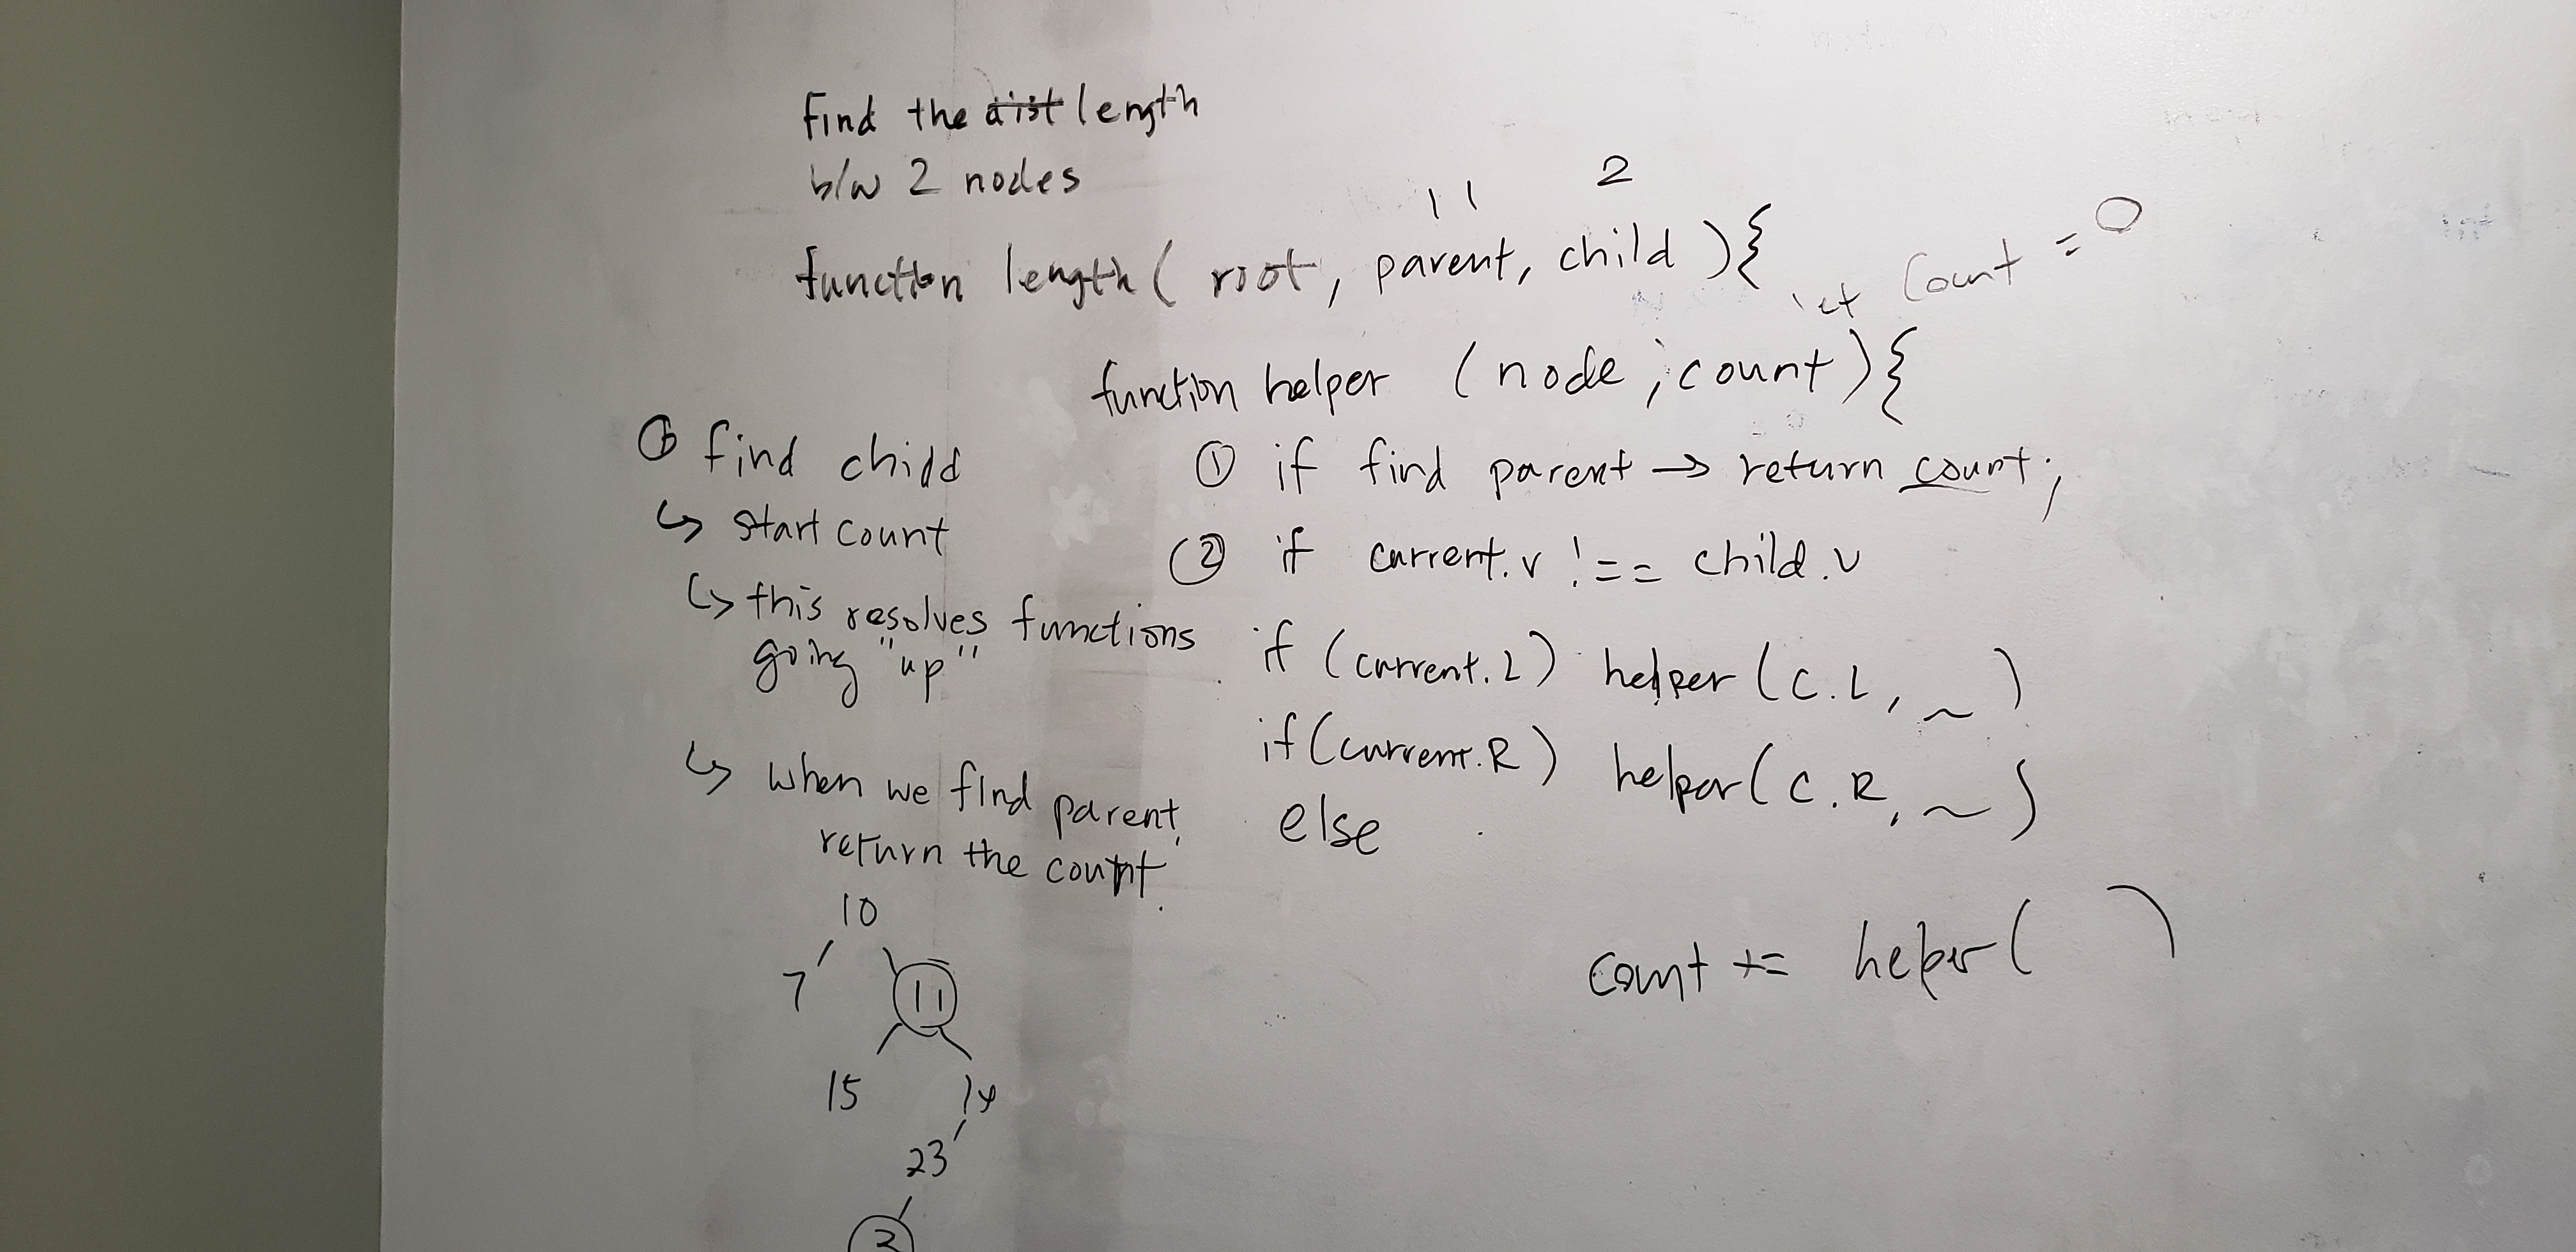 Find the dist length
b/w 2 nodes
11 2
function length ( root, parent, child ){
let Count = 0
function helper ( node , count ) {
① find child
↳ start count
↳ this resolves functions
going "up"
↳ when we find parent,
return the count.
① if find parent → return count;
② if current.v !== child.v
if (current.L) helper (C.L, ~)
if (current.R) helper (C.R, ~)
else
count += helper( )
10
7 11
15 14
23
2